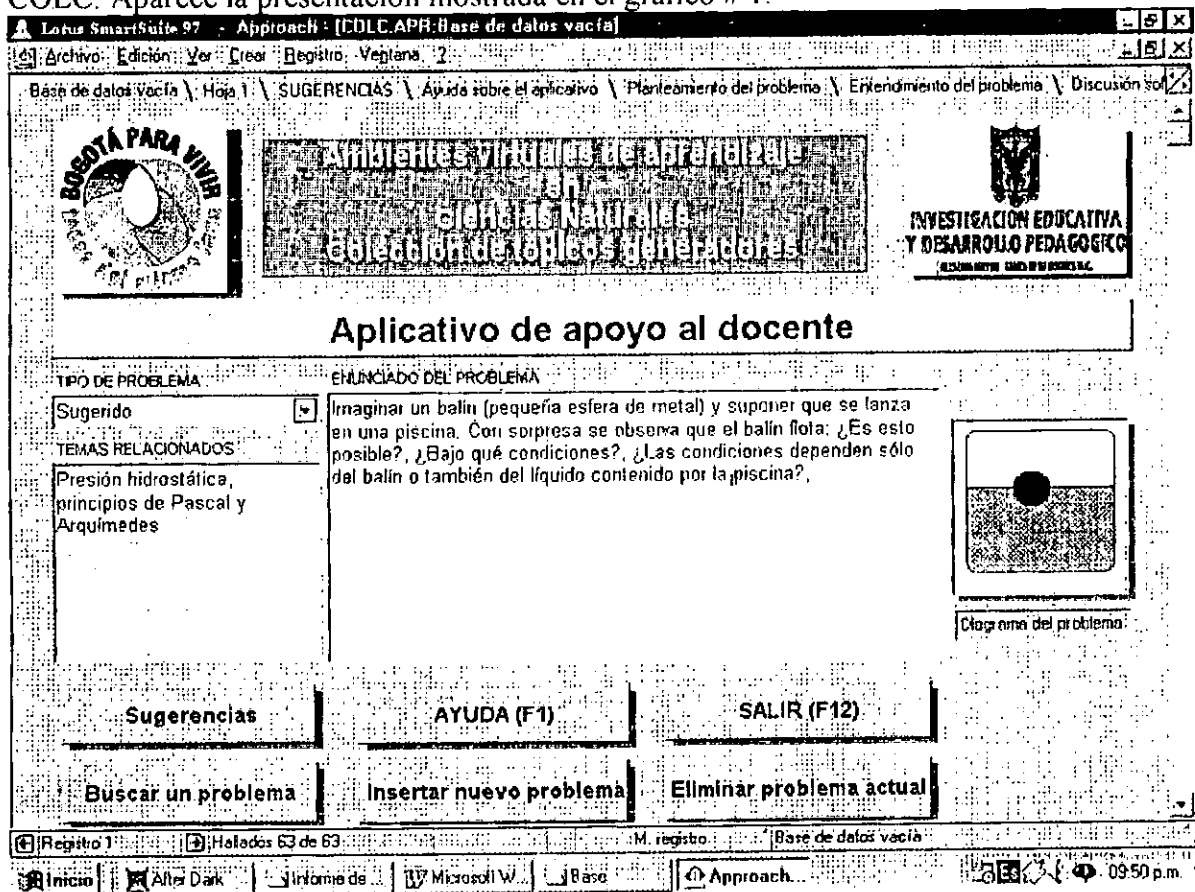 COLC. Aparece la presentación mostrada en el gráfico # 1.
Lotus SmartSuite 97 - Approach - [COLC.APR:Base de datos vacía]
Archivo Edición Ver Crear Registro Ventana ?
Base de datos vacía \ Hoja 1 \ SUGERENCIAS \ Ayuda sobre el aplicativo \ Planteamiento del problema \ Entendimiento del problema \ Discusión sol
BOGOTÁ PARA VIVIR
Ambientes virtuales de aprendizaje
en
Ciencias Naturales
Colección de tópicos generadores
INVESTIGACIÓN EDUCATIVA
Y DESARROLLO PEDAGÓGICO
Aplicativo de apoyo al docente
TIPO DE PROBLEMA
Sugerido
TEMAS RELACIONADOS
Presión hidrostática,
principios de Pascal y
Arquímedes
ENUNCIADO DEL PROBLEMA
Imaginar un balín (pequeña esfera de metal) y suponer que se lanza
en una piscina. Con sorpresa se observa que el balín flota: ¿Es esto
posible?, ¿Bajo qué condiciones?, ¿Las condiciones dependen sólo
del balín o también del líquido contenido por la piscina?,
Diagrama del problema
Sugerencias
AYUDA (F1)
SALIR (F12)
Buscar un problema
Insertar nuevo problema
Eliminar problema actual
Registro 1 Hallados 63 de 63 M. registro Base de datos vacía
Inicio After Dark Informe de ... Microsoft W... Base Approach... Es 09:50 p.m.